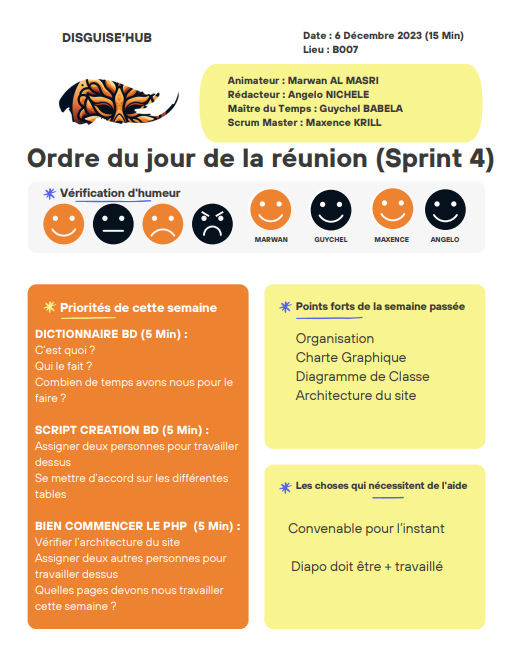 DISGUISE'HUB
Date : 6 Décembre 2023 (15 Min)
Lieu : B007
Animateur : Marwan AL MASRI
Rédacteur : Angelo NICHELE
Maître du Temps : Guychel BABELA
Scrum Master : Maxence KRILL
Ordre du jour de la réunion (Sprint 4)
Vérification d'humeur
MARWAN
GUYCHEL
MAXENCE
ANGELO
Priorités de cette semaine
DICTIONNAIRE BD (5 Min) :
C'est quoi ?
Qui le fait ?
Combien de temps avons nous pour le
faire ?
SCRIPT CREATION BD (5 Min) :
Assigner deux personnes pour travailler
dessus
Se mettre d'accord sur les différentes
tables
BIEN COMMENCER LE PHP (5 Min) :
Vérifier l'architecture du site
Assigner deux autres personnes pour
travailler dessus
Quelles pages devons nous travailler
cette semaine ?
Points forts de la semaine passée
Organisation
Charte Graphique
Diagramme de Classe
Architecture du site
Les choses qui nécessitent de l'aide
Convenable pour l'instant
Diapo doit être + travaillé